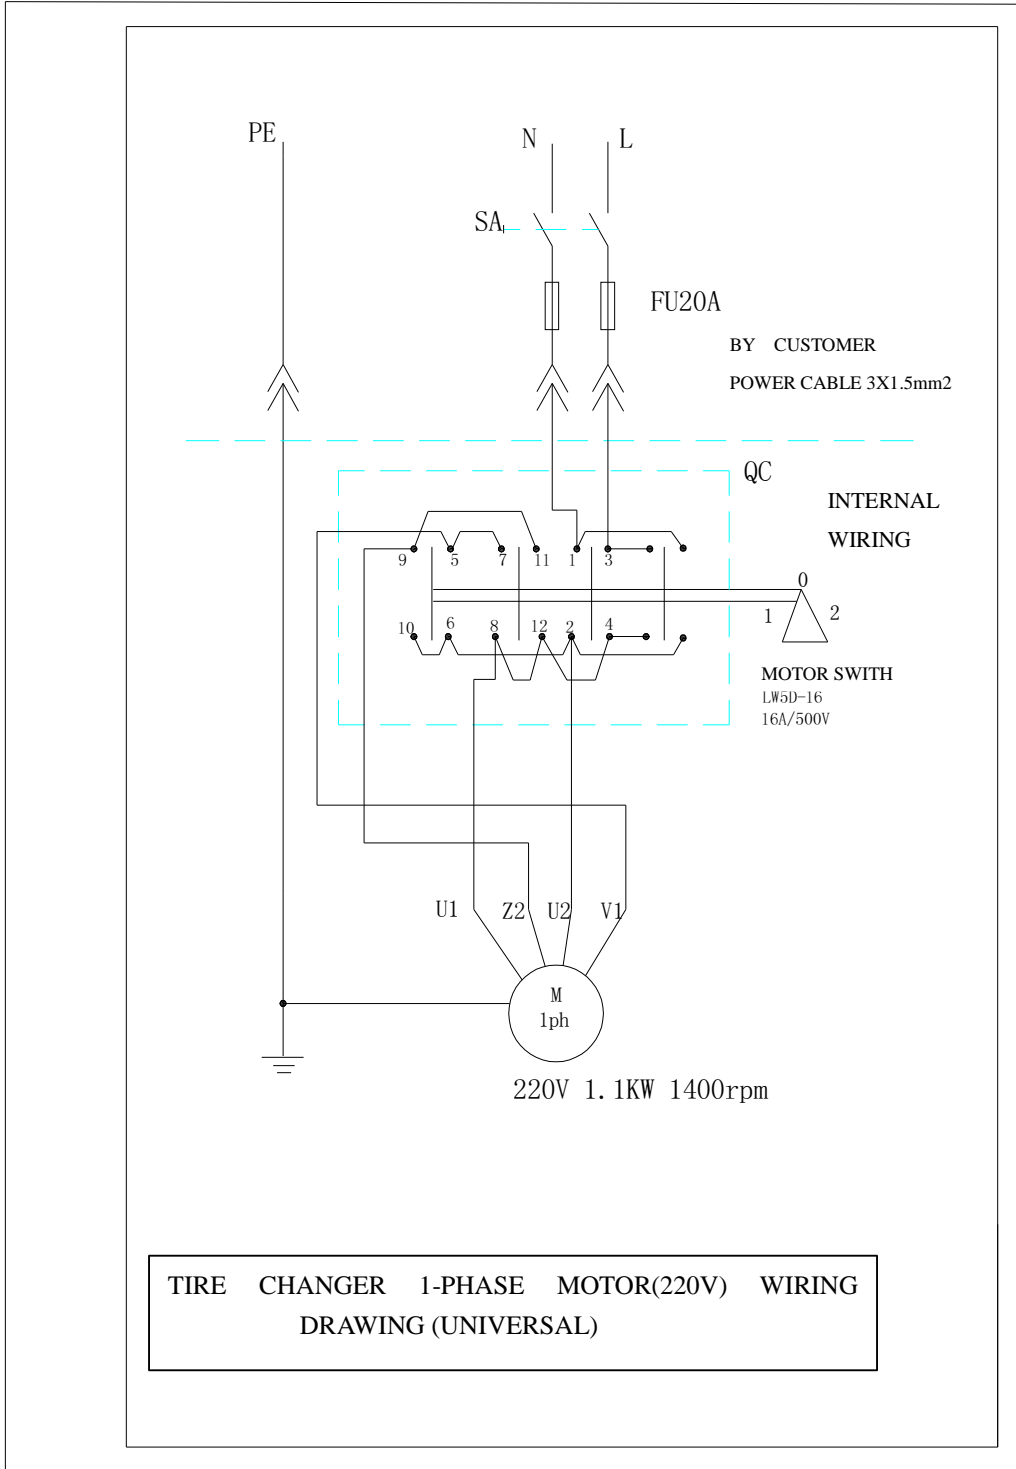 PE
N
L
SA
FU20A
BY CUSTOMER
POWER CABLE 3X1.5mm2
QC
INTERNAL
WIRING
9 5 7 11 1 3
0
1 2
10 6 8 12 2 4
MOTOR SWITH
LW5D-16
16A/500V
U1 Z2 U2 V1
M
1ph
220V 1.1KW 1400rpm
TIRE CHANGER 1-PHASE MOTOR(220V) WIRING
DRAWING (UNIVERSAL)